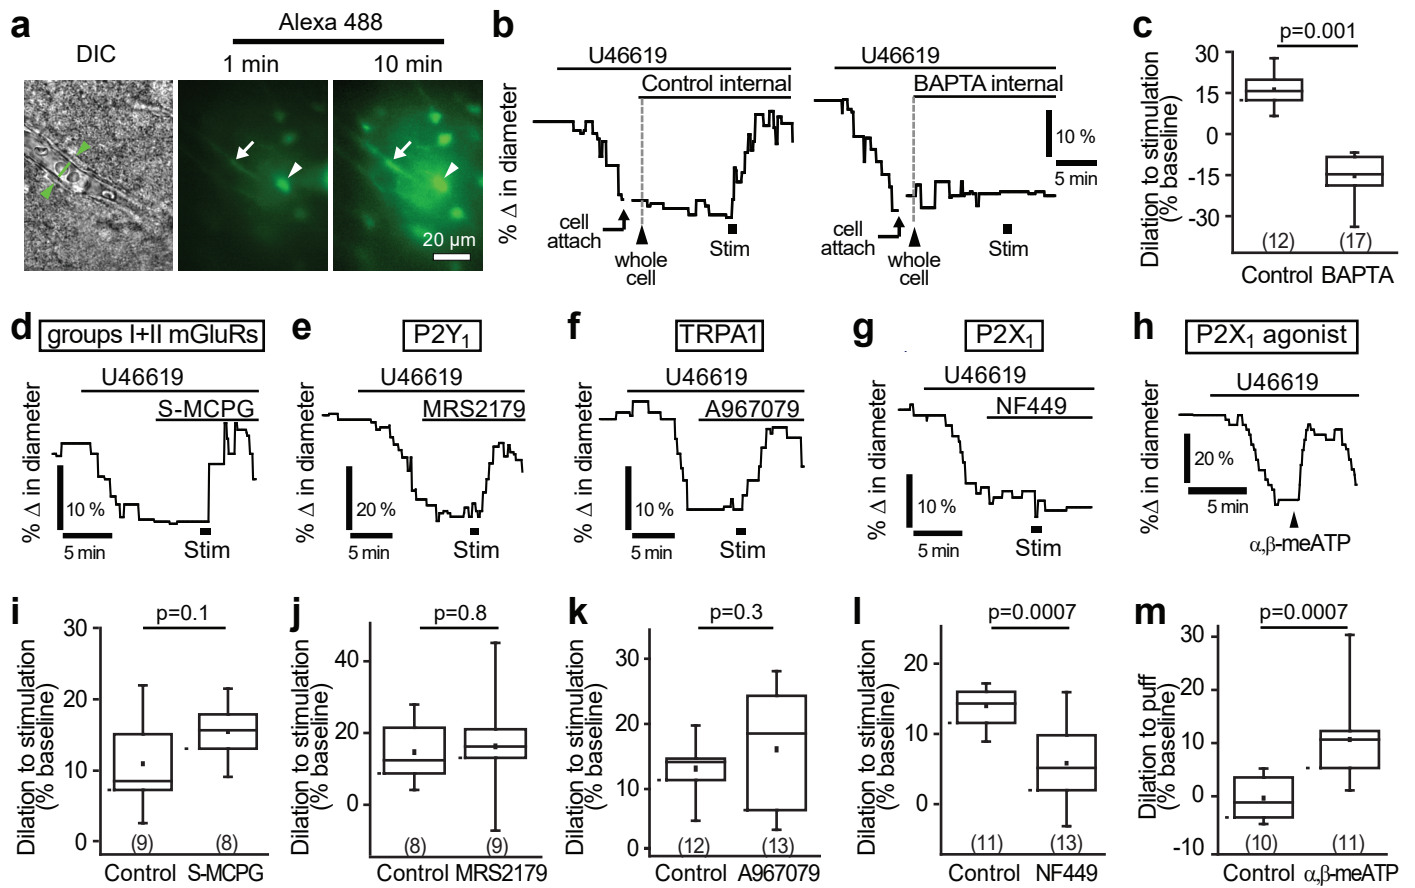 a
Alexa 488
DIC
1 min
10 min
20 µm
b
U46619
Control internal
% Δ in diameter
cell
attach
whole
cell
Stim
U46619
BAPTA internal
10 %
5 min
cell
attach
whole
cell
Stim
c
p=0.001
Dilation to stimulation
(% baseline)
30
15
0
-15
-30
(12)
(17)
Control
BAPTA
d
groups I+II mGluRs
U46619
S-MCPG
% Δ in diameter
10 %
5 min
Stim
e
P2Y1
U46619
MRS2179
% Δ in diameter
20 %
5 min
Stim
f
TRPA1
U46619
A967079
% Δ in diameter
10 %
5 min
Stim
g
P2X1
U46619
NF449
% Δ in diameter
10 %
5 min
Stim
h
P2X1 agonist
U46619
%Δ in diameter
20 %
5 min
α,β-meATP
i
p=0.1
Dilation to stimulation
(% baseline)
30
20
10
0
(9)
(8)
Control
S-MCPG
j
p=0.8
Dilation to stimulation
(% baseline)
40
20
0
(8)
(9)
Control
MRS2179
k
p=0.3
Dilation to stimulation
(% baseline)
30
20
10
0
(12)
(13)
Control
A967079
l
p=0.0007
Dilation to stimulation
(% baseline)
20
10
0
(11)
(13)
Control
NF449
m
p=0.0007
Dilation to puff
(% baseline)
30
20
10
0
-10
(10)
(11)
Control
α,β-meATP